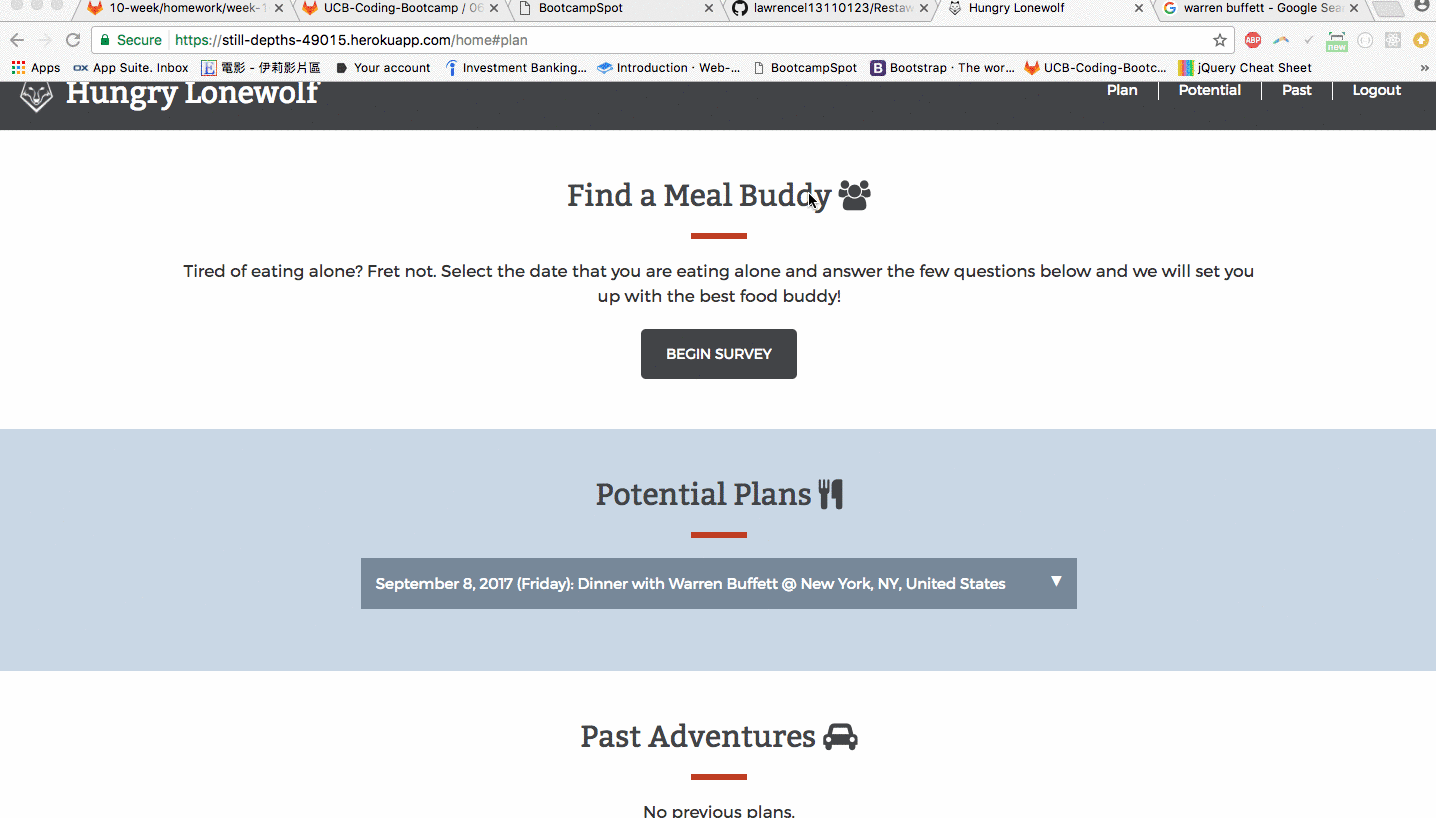 10-week/homework/week-1
UCB-Coding-Bootcamp / 06
BootcampSpot
lawrencel13110123/Restaw
Hungry Lonewolf
warren buffett - Google Sea
Secure
https://still-depths-49015.herokuapp.com/home#plan
ABP
new
Apps
App Suite. Inbox
電影 - 伊莉影片區
Your account
Investment Banking...
Introduction · Web-...
BootcampSpot
Bootstrap · The wor...
UCB-Coding-Bootc...
jQuery Cheat Sheet
»
Hungry Lonewolf
Plan
Potential
Past
Logout
Find a Meal Buddy
Tired of eating alone? Fret not. Select the date that you are eating alone and answer the few questions below and we will set you
up with the best food buddy!
BEGIN SURVEY
Potential Plans
September 8, 2017 (Friday): Dinner with Warren Buffett @ New York, NY, United States
Past Adventures
No previous plans.